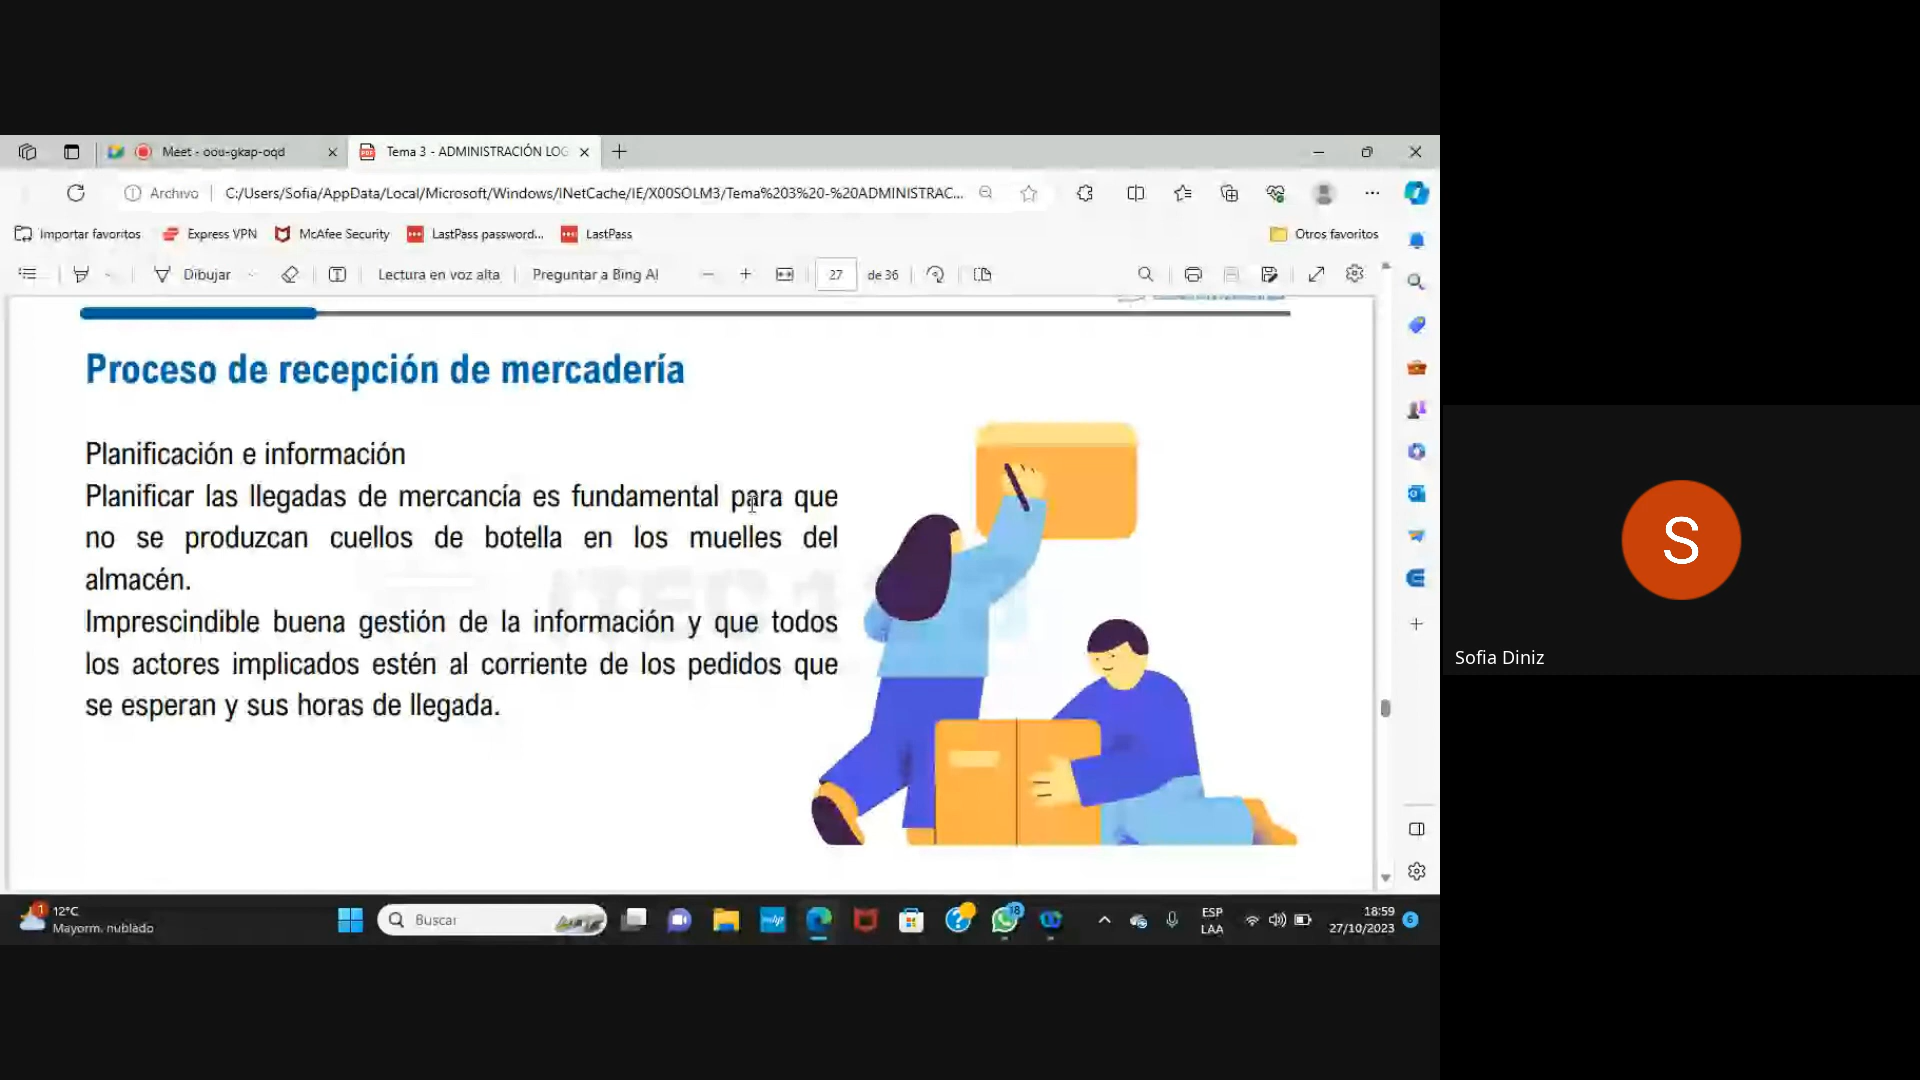 Meet - oou-gkap-oqd
Tema 3 - ADMINISTRACIÓN LOG
Archivo
C:/Users/Sofia/AppData/Local/Microsoft/Windows/INetCache/IE/X00SOLM3/Tema%203%20-%20ADMINISTRAC...
Importar favoritos
Express VPN
McAfee Security
LastPass password...
LastPass
Otros favoritos
Dibujar
Lectura en voz alta
Preguntar a Bing AI
27
de 36
Proceso de recepción de mercadería
Planificación e información
Planificar las llegadas de mercancía es fundamental para que
no se produzcan cuellos de botella en los muelles del
almacén.
Imprescindible buena gestión de la información y que todos
los actores implicados estén al corriente de los pedidos que
se esperan y sus horas de llegada.
S
Sofia Diniz
1
12°C
Mayorm. nublado
Buscar
18
ESP
LAA
18:59
27/10/2023
6